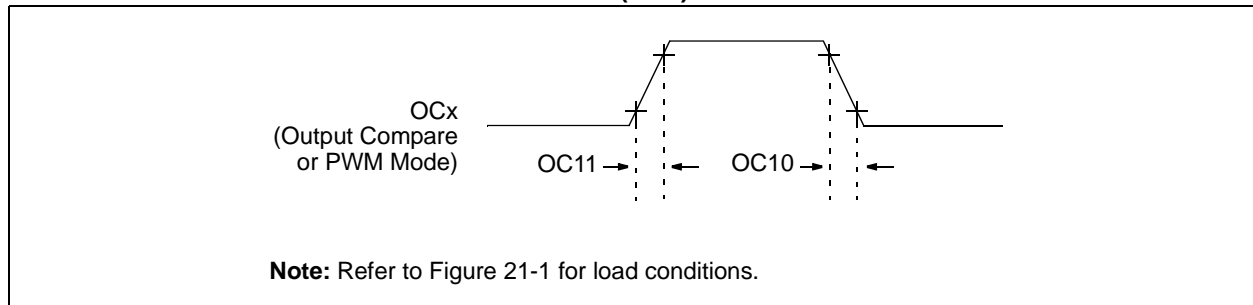 OCx
(Output Compare
or PWM Mode)
OC11
OC10
Note: Refer to Figure 21-1 for load conditions.